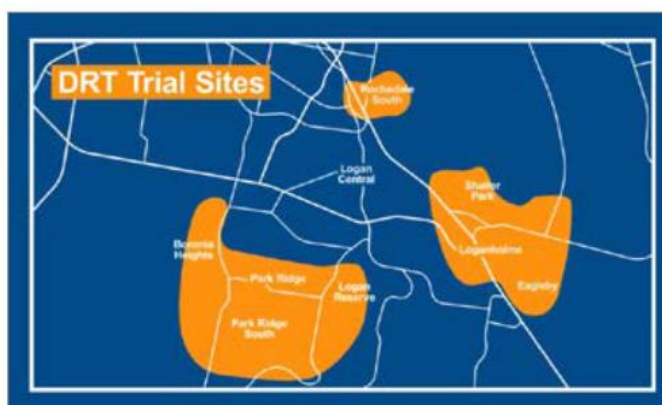 DRT Trial Sites
Rochedale
South
Logan
Central
Shailer
Park
Boronia
Heights
Loganholme
Park Ridge
Logan
Reserve
Eagleby
Park Ridge
South